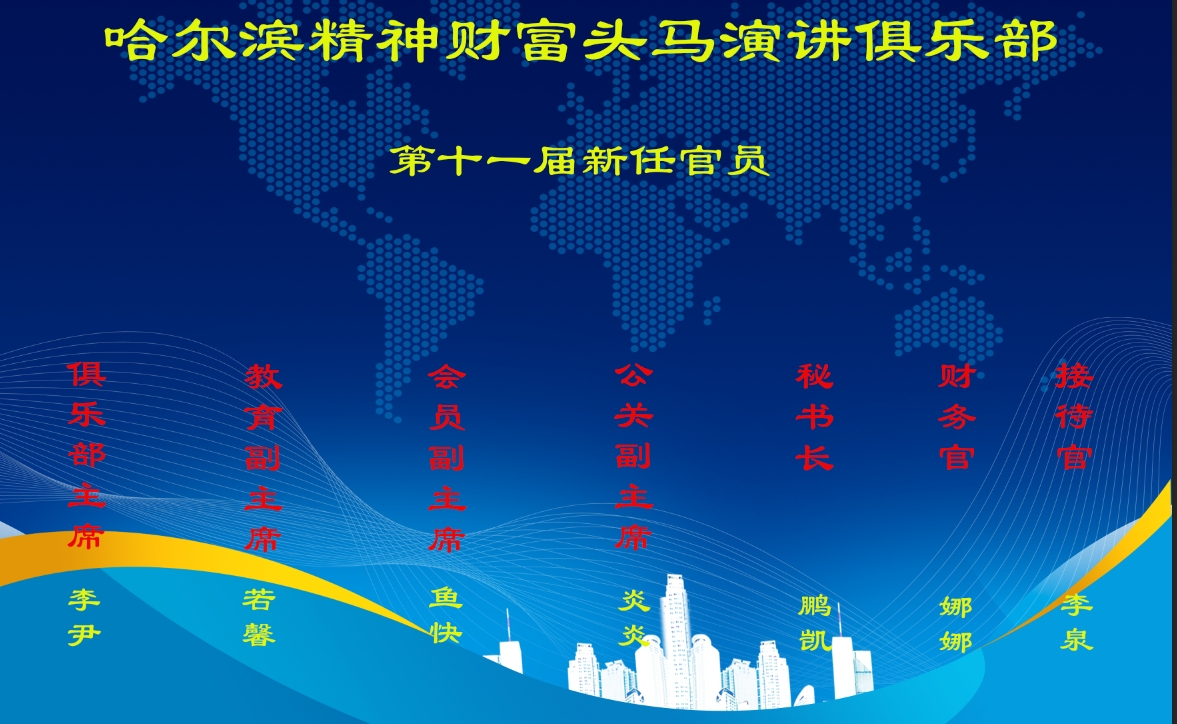 哈尔滨精神财富头马演讲俱乐部
第十一届新任官员
俱乐部主席
教育副主席
会员副主席
公关副主席
秘书长
财务官
接待官
李尹
若馨
鱼快
炎炎
鹏凯
娜娜
李泉